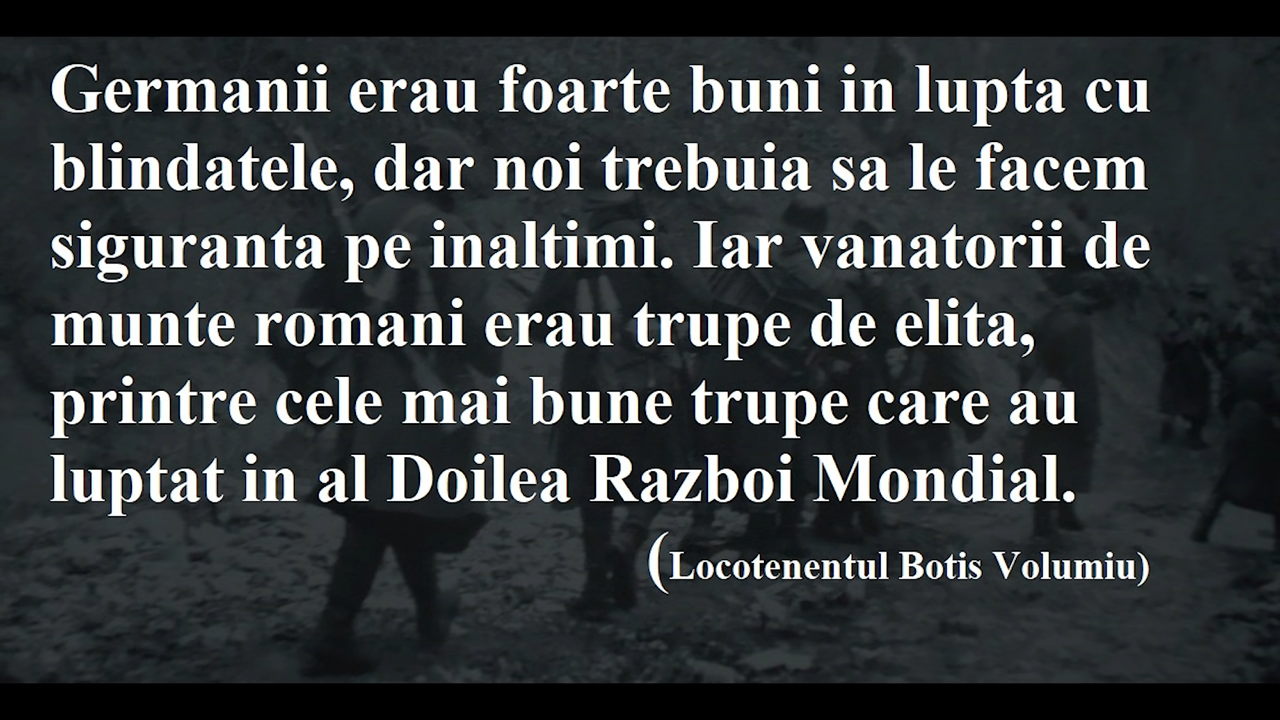 Germanii erau foarte buni in lupta cu
blindatele, dar noi trebuia sa le facem
siguranta pe inaltimi. Iar vanatorii de
munte romani erau trupe de elita,
printre cele mai bune trupe care au
luptat in al Doilea Razboi Mondial.
(Locotenentul Botis Volumiu)